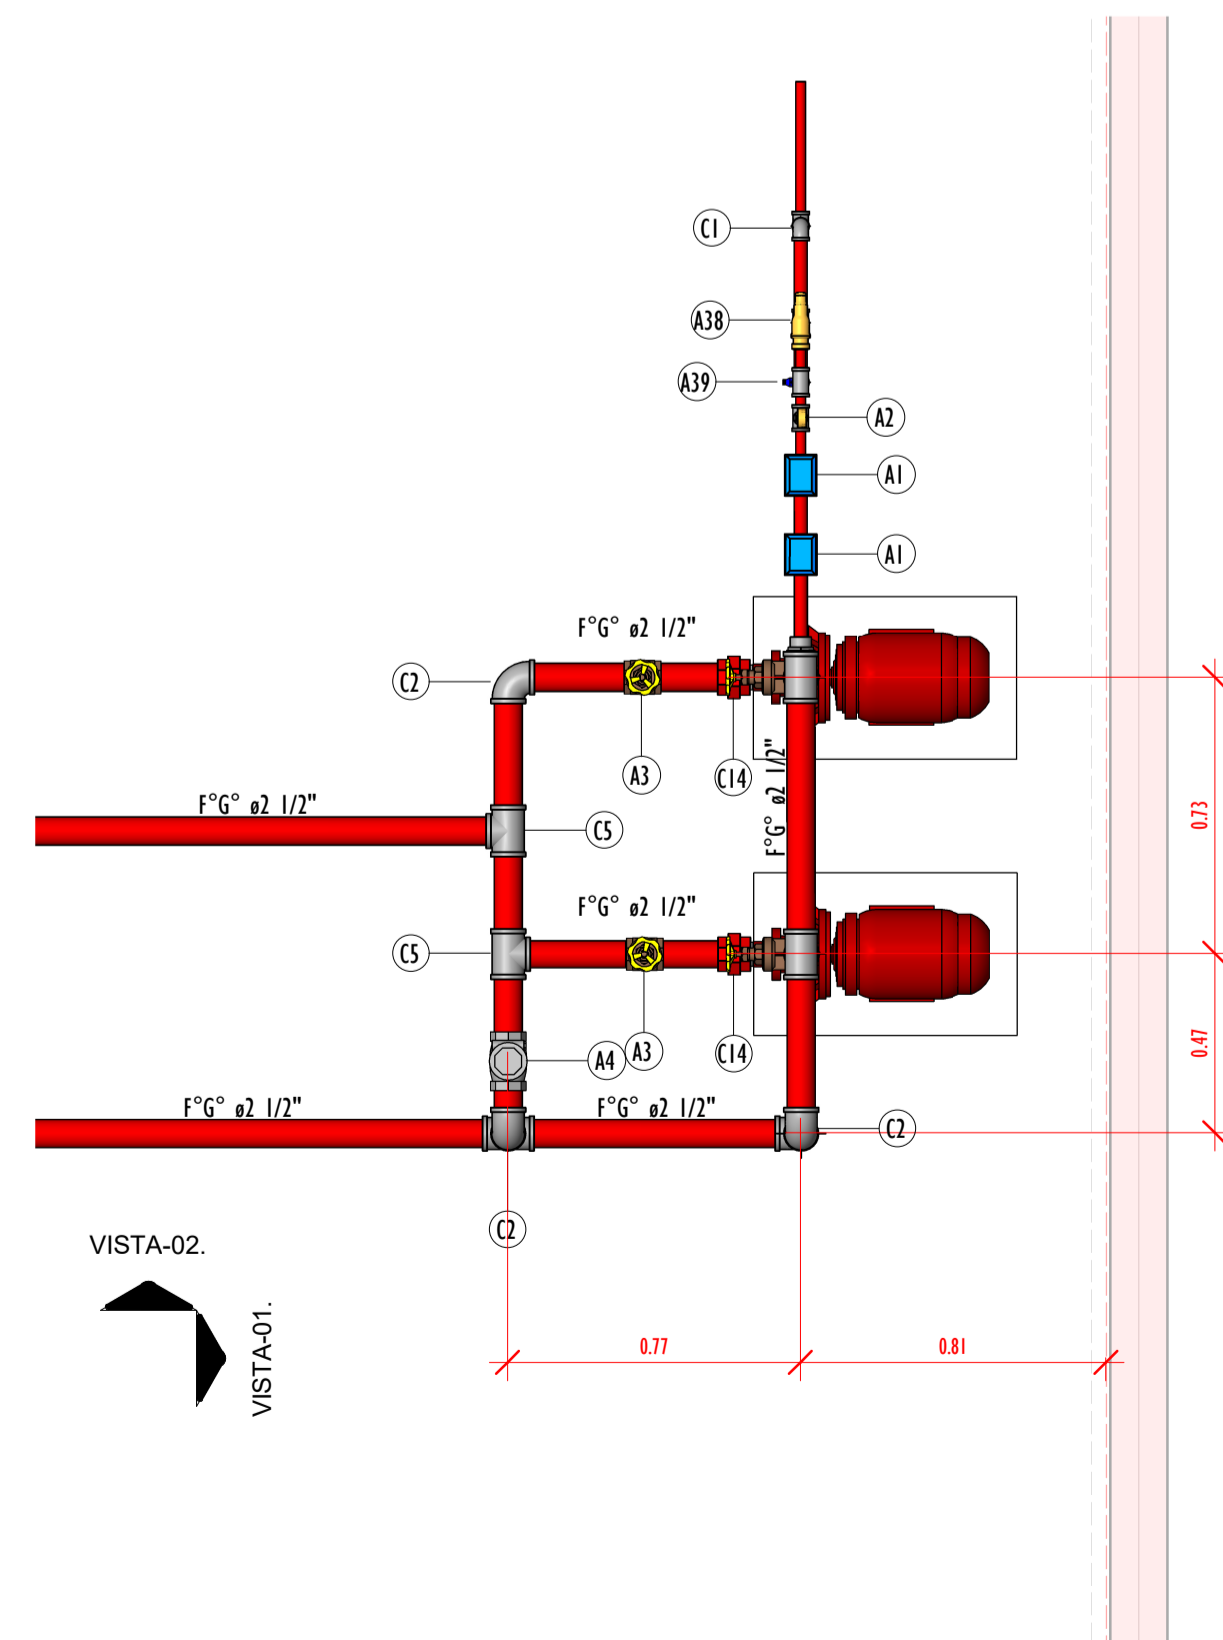 C1
A38
A39
A2
A1
A1
F°G° ø2 1/2"
C2
A3
C14
F°G° ø2 1/2"
F°G° ø2 1/2"
0.73
C5
F°G° ø2 1/2"
C5
0.47
A4
A3
C14
F°G° ø2 1/2"
F°G° ø2 1/2"
C2
C2
VISTA-02.
VISTA-01.
0.77
0.81